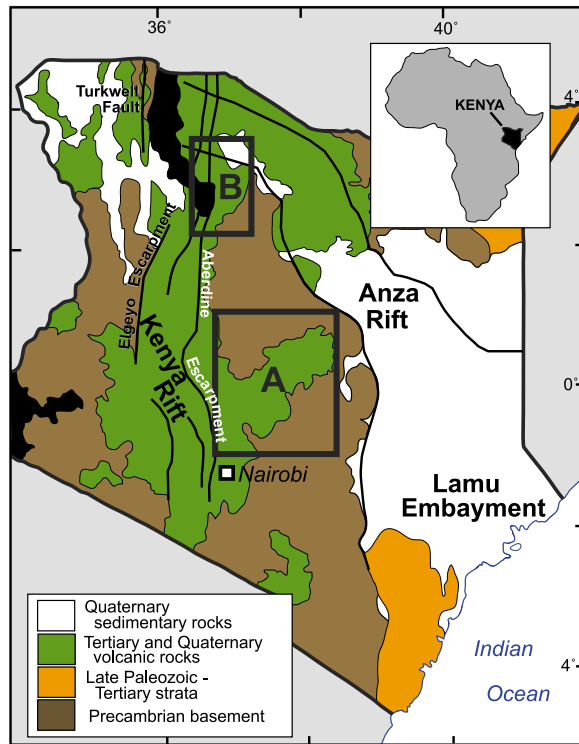 36°
40°
4°
Turkwell
Fault
KENYA
B
Elgeyo Escarpment
Aberdine
Escarpment
Kenya
Rift
Anza
Rift
A
0°
Nairobi
Lamu
Embayment
Quaternary
sedimentary rocks
Tertiary and Quaternary
volcanic rocks
Late Paleozoic -
Tertiary strata
Precambrian basement
Indian
Ocean
4°